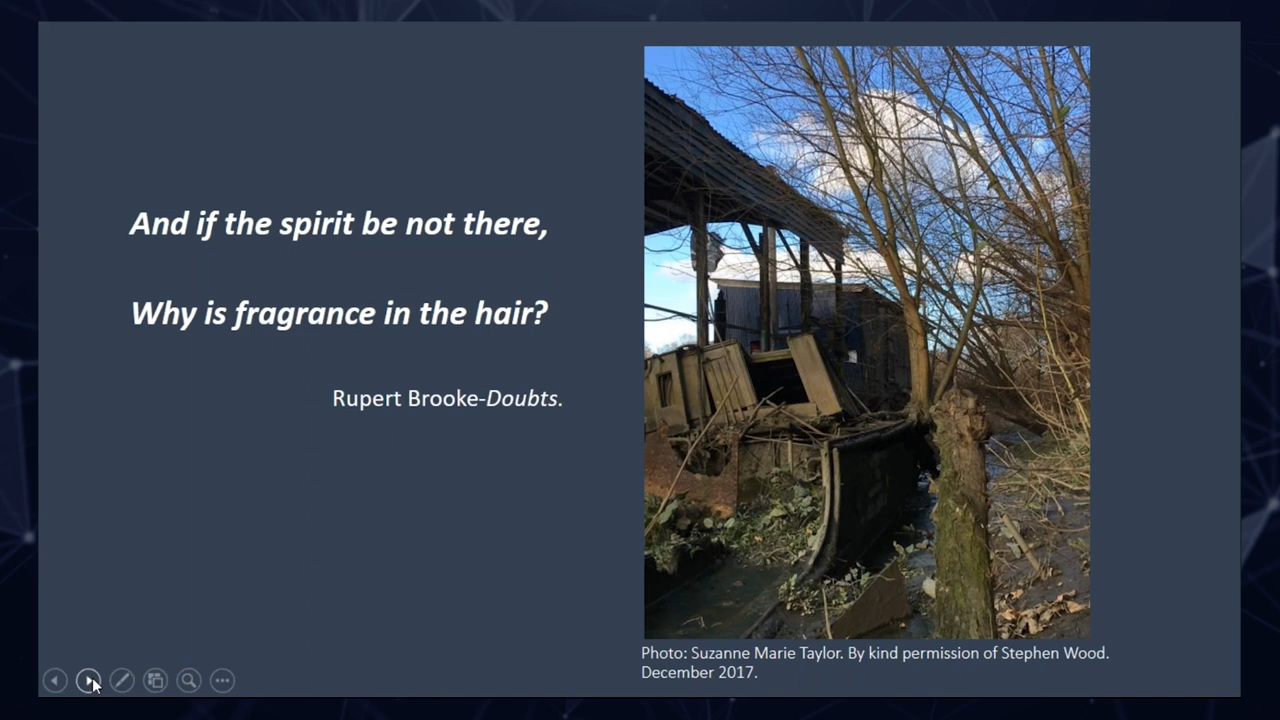 And if the spirit be not there,
Why is fragrance in the hair?
Rupert Brooke-Doubts.
Photo: Suzanne Marie Taylor. By kind permission of Stephen Wood.
December 2017.